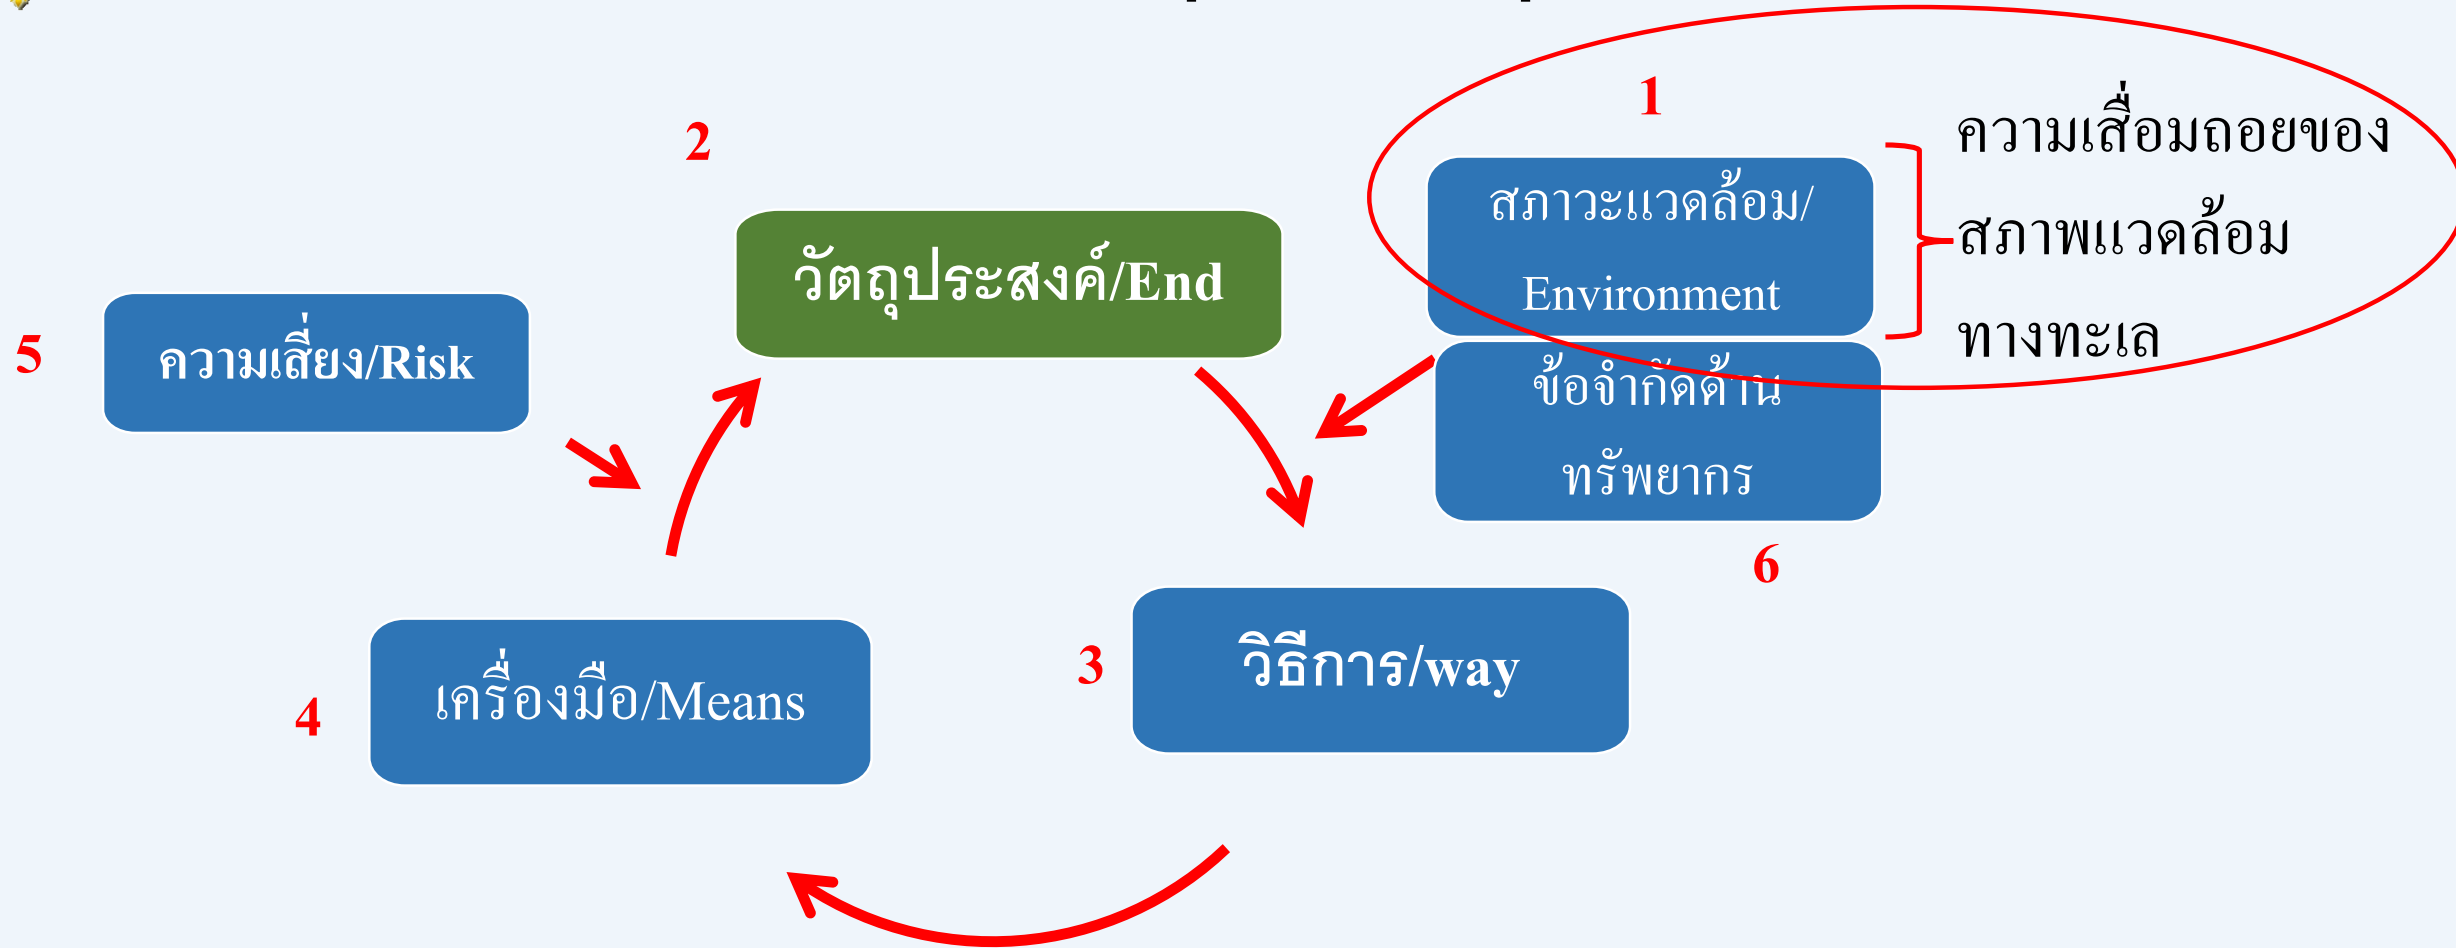 1
ความเสื่อมถอยของ
สภาพแวดล้อม
ทางทะเล
2
สภาวะแวดล้อม/
Environment
วัตถุประสงค์/End
5
ความเสี่ยง/Risk
ข้อจำกัดด้าน
ทรัพยากร
6
3
วิธีการ/way
4
เครื่องมือ/Means